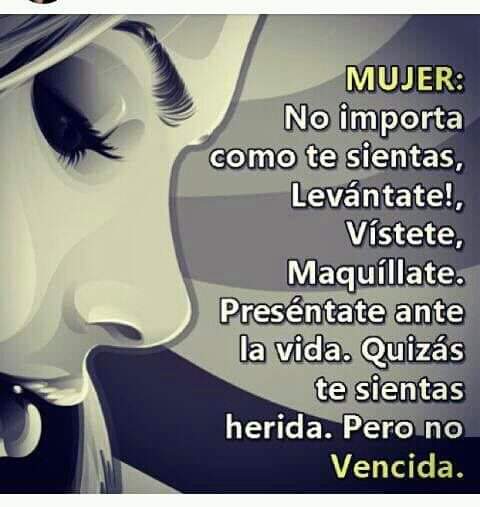 MUJER:
No importa
como te sientas,
Levántate!,
Vístete,
Maquíllate.
Preséntate ante
la vida. Quizás
te sientas
herida. Pero no
Vencida.